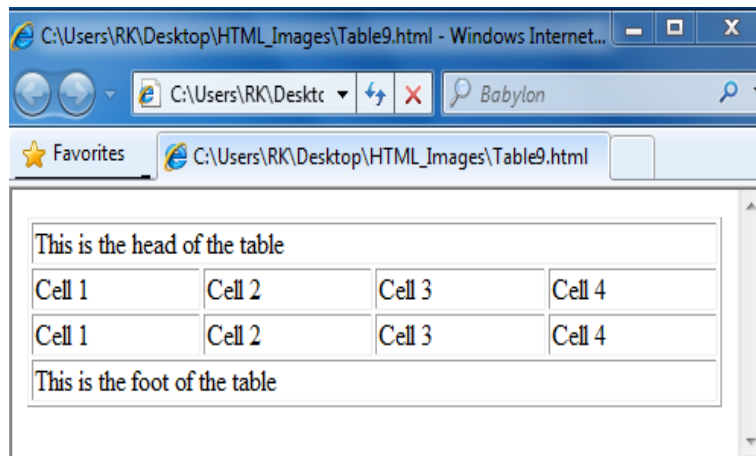 C:\Users\RK\Desktop\HTML_Images\Table9.html - Windows Internet...
C:\Users\RK\Desktc
Babylon
Favorites
C:\Users\RK\Desktop\HTML_Images\Table9.html
This is the head of the table
Cell 1 Cell 2 Cell 3 Cell 4
Cell 1 Cell 2 Cell 3 Cell 4
This is the foot of the table